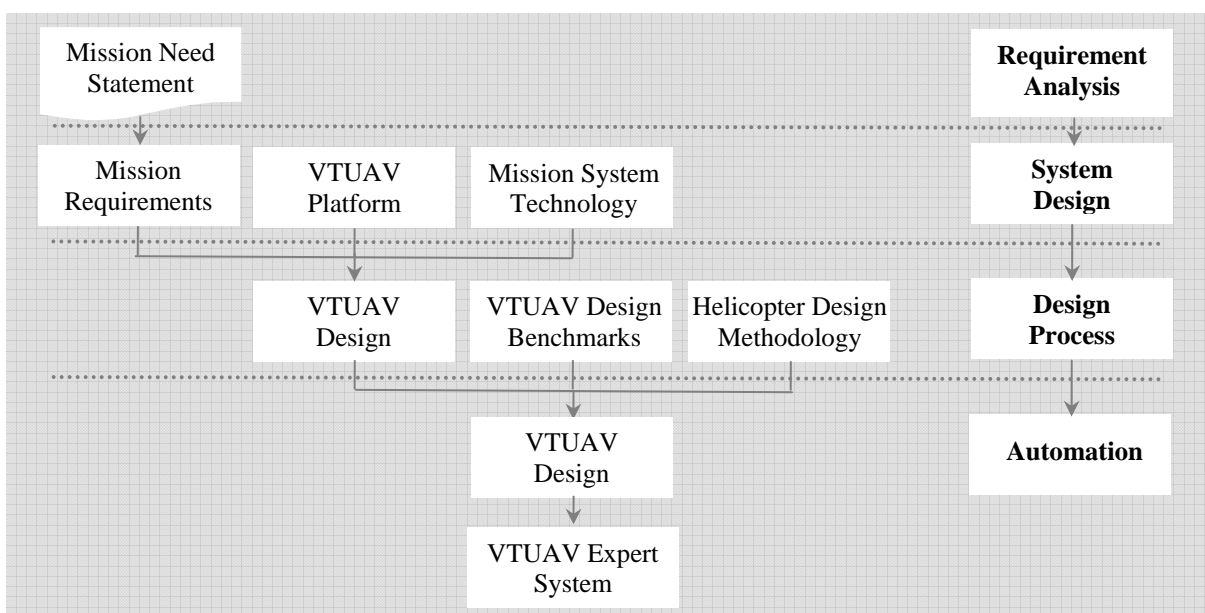 Mission Need
Statement
Requirement
Analysis
Mission
Requirements
VTUAV
Platform
Mission System
Technology
System
Design
VTUAV
Design
VTUAV Design
Benchmarks
Helicopter Design
Methodology
Design
Process
VTUAV
Design
Automation
VTUAV Expert
System